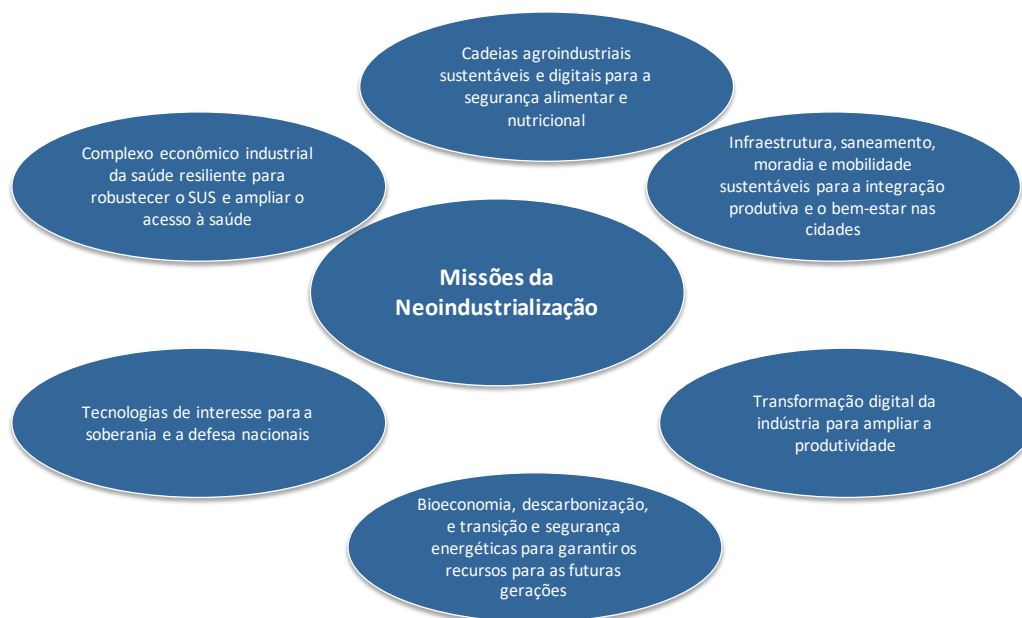 Cadeias agroindustriais
sustentáveis e digitais para a
segurança alimentar e
nutricional
Complexo econômico industrial
da saúde resiliente para
robustecer o SUS e ampliar o
acesso à saúde
Infraestrutura, saneamento,
moradia e mobilidade
sustentáveis para a integração
produtiva e o bem-estar nas
cidades
Missões da
Neoindustrialização
Tecnologias de interesse para a
soberania e a defesa nacionais
Transformação digital da
indústria para ampliar a
produtividade
Bioeconomia, descarbonização,
e transição e segurança
energéticas para garantir os
recursos para as futuras
gerações